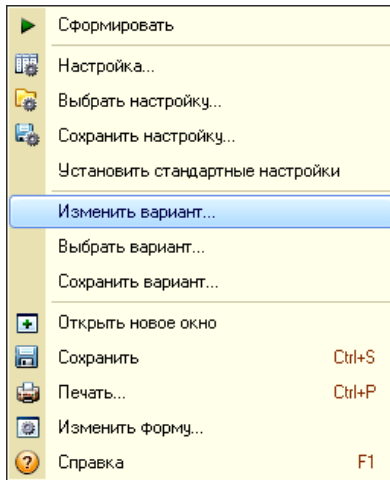 Сформировать
Настройка...
Выбрать настройку...
Сохранить настройку...
Установить стандартные настройки
Изменить вариант...
Выбрать вариант...
Сохранить вариант...
Открыть новое окно
Сохранить Ctrl+S
Печать... Ctrl+P
Изменить форму...
Справка F1